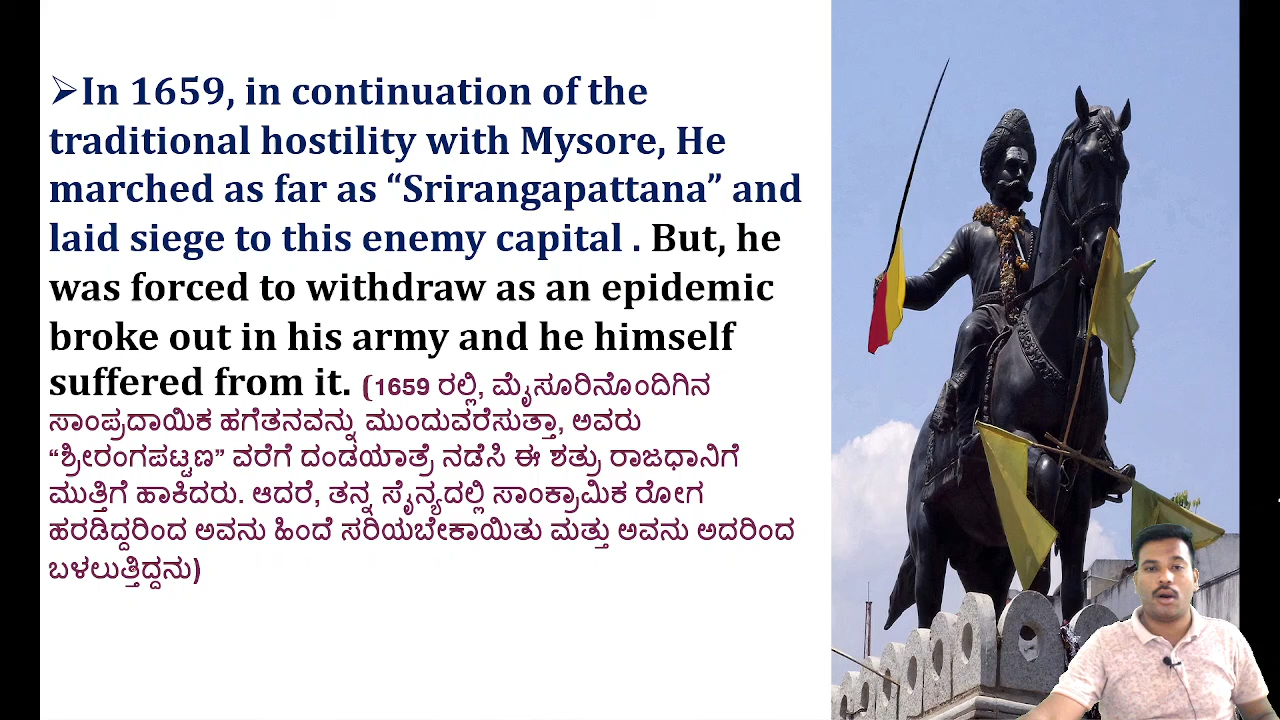 ➢In 1659, in continuation of the
traditional hostility with Mysore, He
marched as far as “Srirangapattana” and
laid siege to this enemy capital . But, he
was forced to withdraw as an epidemic
broke out in his army and he himself
suffered from it. (1659 ರಲ್ಲಿ, ಮೈಸೂರಿನೊಂದಿಗಿನ
ಸಾಂಪ್ರದಾಯಿಕ ಹಗೆತನವನ್ನು ಮುಂದುವರೆಸುತ್ತಾ, ಅವರು
“ಶ್ರೀರಂಗಪಟ್ಟಣ” ವರೆಗೆ ದಂಡಯಾತ್ರೆ ನಡೆಸಿ ಈ ಶತ್ರು ರಾಜಧಾನಿಗೆ
ಮುತ್ತಿಗೆ ಹಾಕಿದರು. ಆದರೆ, ತನ್ನ ಸೈನ್ಯದಲ್ಲಿ ಸಾಂಕ್ರಾಮಿಕ ರೋಗ
ಹರಡಿದ್ದರಿಂದ ಅವನು ಹಿಂದೆ ಸರಿಯಬೇಕಾಯಿತು ಮತ್ತು ಅವನು ಅದರಿಂದ
ಬಳಲುತ್ತಿದ್ದನು)